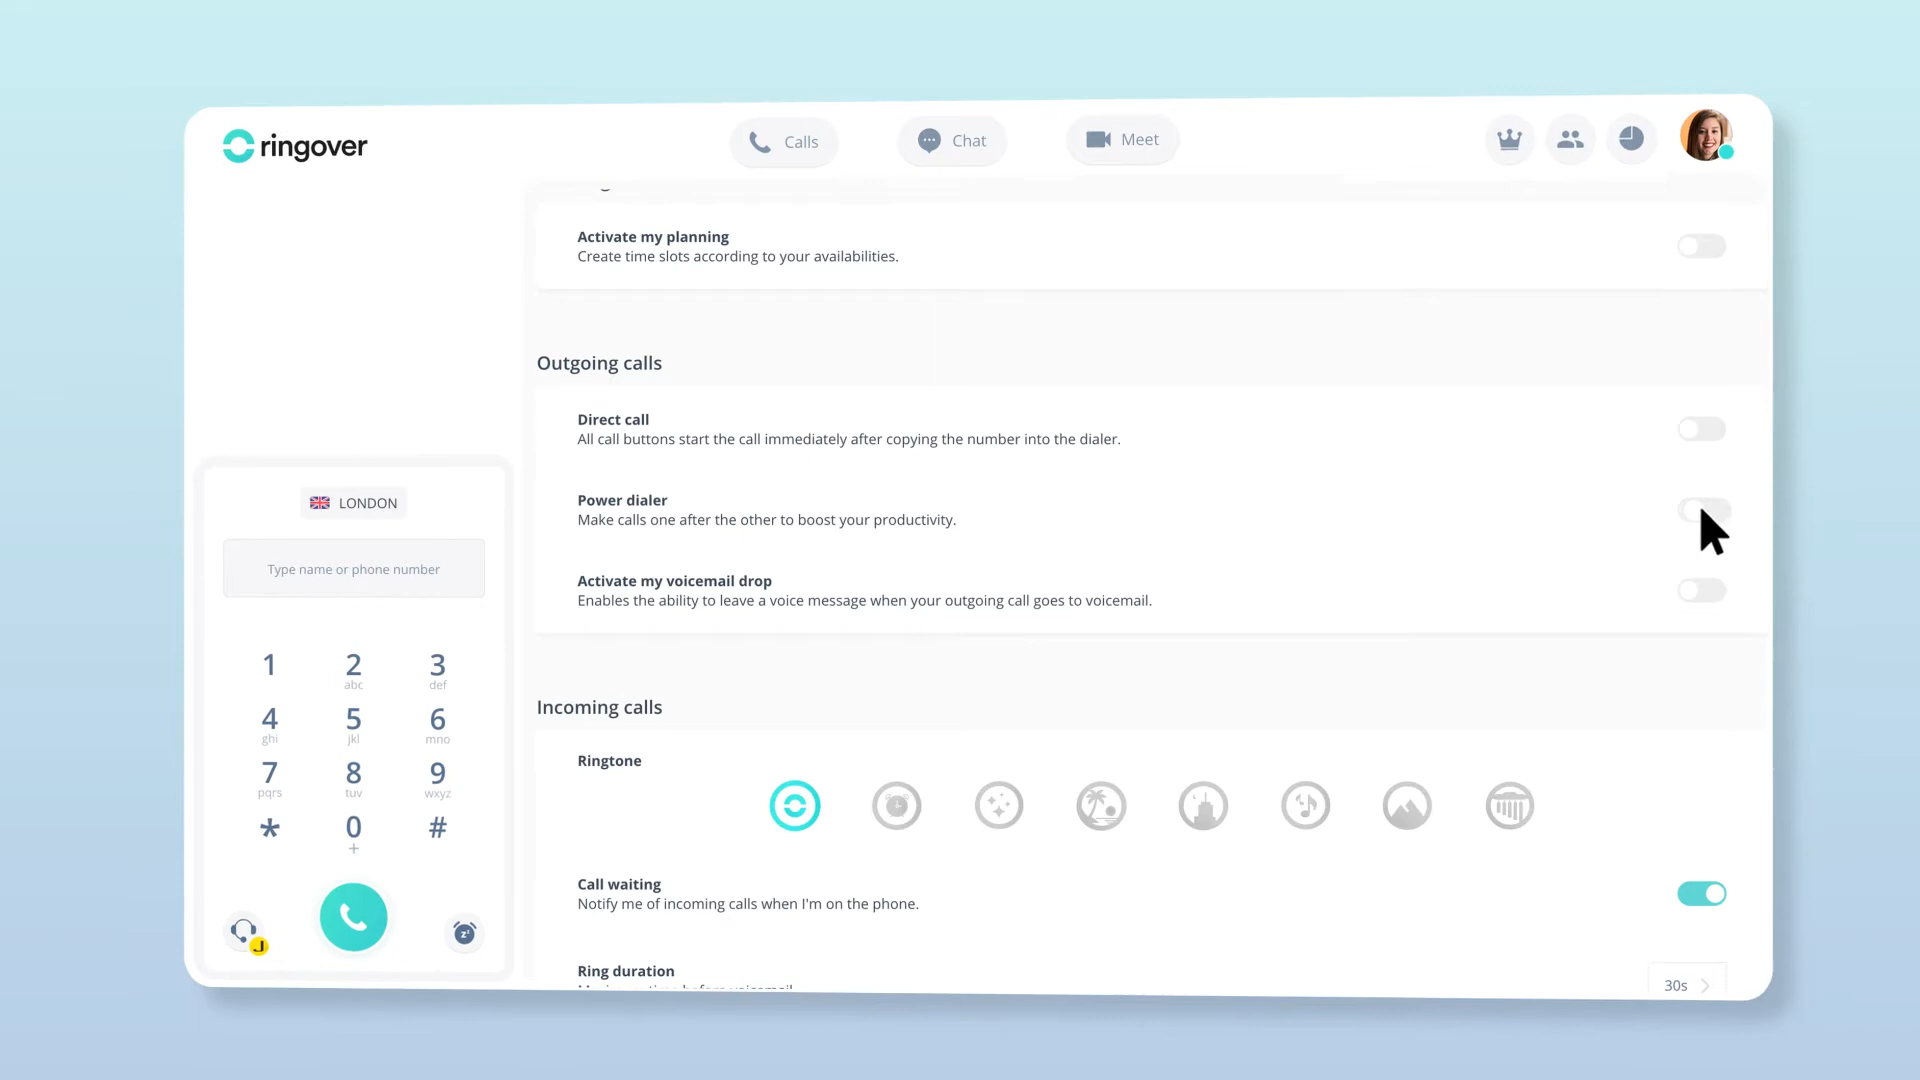 ringover
Calls
Chat
Meet
Activate my planning
Create time slots according to your availabilities.
Outgoing calls
Direct call
All call buttons start the call immediately after copying the number into the dialer.
Power dialer
Make calls one after the other to boost your productivity.
Activate my voicemail drop
Enables the ability to leave a voice message when your outgoing call goes to voicemail.
LONDON
Type name or phone number
1 2 3
abc def
4 5 6
ghi jkl mno
7 8 9
pqrs tuv wxyz
* 0 #
+
J
z
Incoming calls
Ringtone
Call waiting
Notify me of incoming calls when I'm on the phone.
Ring duration
30s